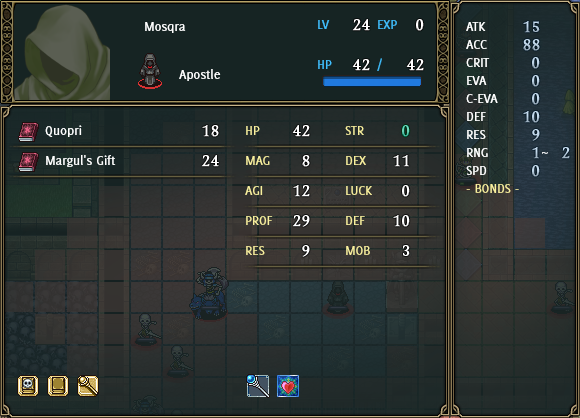 Mosqra LV 24 EXP 0
Apostle HP 42 / 42
Quopri 18
Margul's Gift 24
HP 42 STR 0
MAG 8 DEX 11
AGI 12 LUCK 0
PROF 29 DEF 10
RES 9 MOB 3
ATK 15
ACC 88
CRIT 0
EVA 0
C-EVA 0
DEF 10
RES 9
RNG 1~ 2
SPD 0
- BONDS -